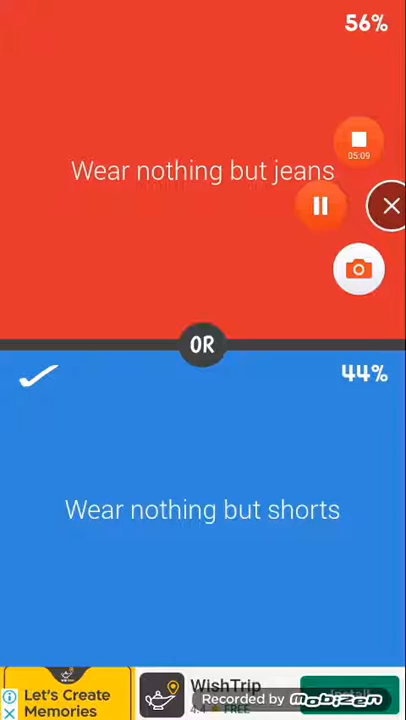 56%
05:09
Wear nothing but jeans
OR
44%
Wear nothing but shorts
Let's Create
Memories
WishTrip
FREE
Recorded by
MOBIZEN